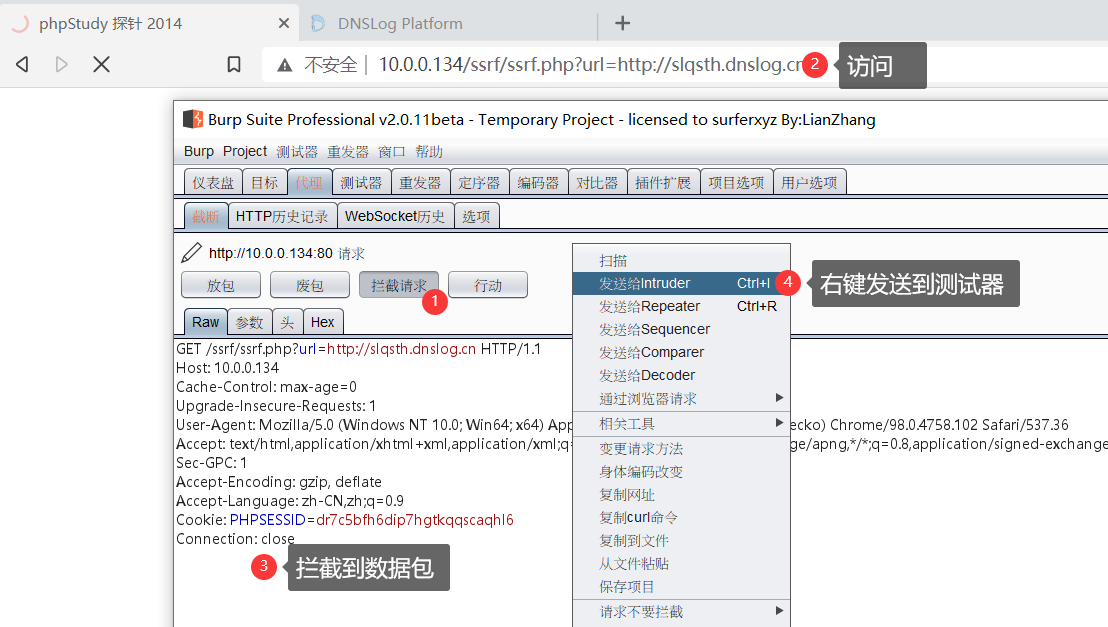 phpStudy 探针 2014
DNSLog Platform
不安全 10.0.0.134/ssrf/ssrf.php?url=http://slqsth.dnslog.cn
2 访问
Burp Suite Professional v2.0.11beta - Temporary Project - licensed to surferxyz By:LianZhang
Burp Project 测试器 重发器 窗口 帮助
仪表盘 目标 代理 测试器 重发器 定序器 编码器 对比器 插件扩展 项目选项 用户选项
截断 HTTP历史记录 WebSocket历史 选项
http://10.0.0.134:80 请求
放包 废包 拦截请求 行动
1
Raw 参数 头 Hex
GET /ssrf/ssrf.php?url=http://slqsth.dnslog.cn HTTP/1.1
Host: 10.0.0.134
Cache-Control: max-age=0
Upgrade-Insecure-Requests: 1
User-Agent: Mozilla/5.0 (Windows NT 10.0; Win64; x64) App
ecko) Chrome/98.0.4758.102 Safari/537.36
Accept: text/html,application/xhtml+xml,application/xml;q=
ge/apng,*/*;q=0.8,application/signed-exchange
Sec-GPC: 1
Accept-Encoding: gzip, deflate
Accept-Language: zh-CN,zh;q=0.9
Cookie: PHPSESSID=dr7c5bfh6dip7hgtkqqscaqhl6
Connection: close
3 拦截到数据包
扫描
发送给Intruder Ctrl+I
4 右键发送到测试器
发送给Repeater Ctrl+R
发送给Sequencer
发送给Comparer
发送给Decoder
通过浏览器请求
相关工具
变更请求方法
身体编码改变
复制网址
复制curl命令
复制到文件
从文件粘贴
保存项目
请求不要拦截